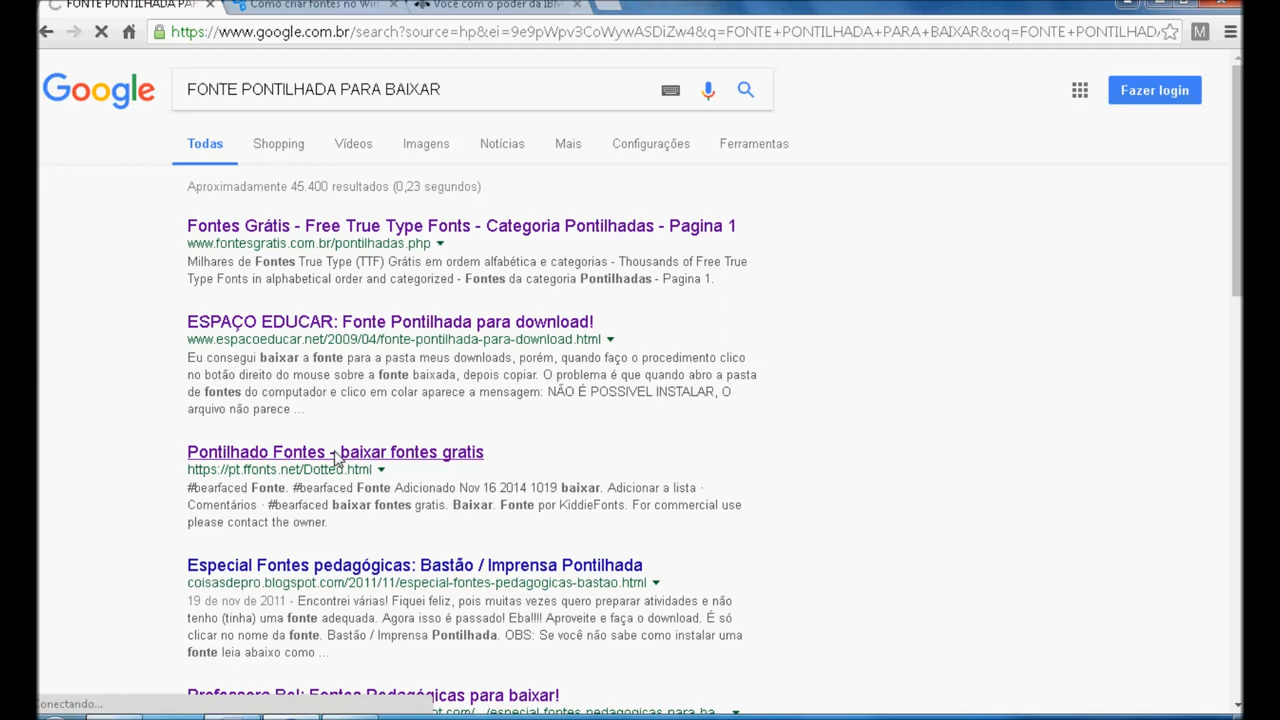 FONTE PONTILHADA PA
Como criar fontes no Win
Você com o poder da IBM
https://www.google.com.br/search?source=hp&ei=9e9pWpv3CoWywASDiZw4&q=FONTE+PONTILHADA+PARA+BAIXAR&oq=FONTE+PONTILHADA
M
Google
FONTE PONTILHADA PARA BAIXAR
Fazer login
Todas Shopping Vídeos Imagens Notícias Mais Configurações Ferramentas
Aproximadamente 45.400 resultados (0,23 segundos)
Fontes Grátis - Free True Type Fonts - Categoria Pontilhadas - Pagina 1
www.fontesgratis.com.br/pontilhadas.php
Milhares de Fontes True Type (TTF) Grátis em ordem alfabética e categorias - Thousands of Free True
Type Fonts in alphabetical order and categorized - Fontes da categoria Pontilhadas - Pagina 1.
ESPAÇO EDUCAR: Fonte Pontilhada para download!
www.espacoeducar.net/2009/04/fonte-pontilhada-para-download.html
Eu consegui baixar a fonte para a pasta meus downloads, porém, quando faço o procedimento clico
no botão direito do mouse sobre a fonte baixada, depois copiar. O problema é que quando abro a pasta
de fontes do computador e clico em colar aparece a mensagem: NÃO É POSSIVEL INSTALAR, O
arquivo não parece ...
Pontilhado Fontes - baixar fontes gratis
https://pt.ffonts.net/Dotted.html
#bearfaced Fonte. #bearfaced Fonte Adicionado Nov 16 2014 1019 baixar. Adicionar a lista ·
Comentários · #bearfaced baixar fontes gratis. Baixar. Fonte por KiddieFonts. For commercial use
please contact the owner.
Especial Fontes pedagógicas: Bastão / Imprensa Pontilhada
coisasdepro.blogspot.com/2011/11/especial-fontes-pedagogicas-bastao.html
19 de nov de 2011 - Encontrei várias! Fiquei feliz, pois muitas vezes quero preparar atividades e não
tenho (tinha) uma fonte adequada. Agora isso é passado! Eba!!!! Aproveite e faça o download. É só
clicar no nome da fonte. Bastão / Imprensa Pontilhada. OBS: Se você não sabe como instalar uma
fonte leia abaixo como ...
Professora Bel: Fontes Pedagógicas para baixar!
Conectando...